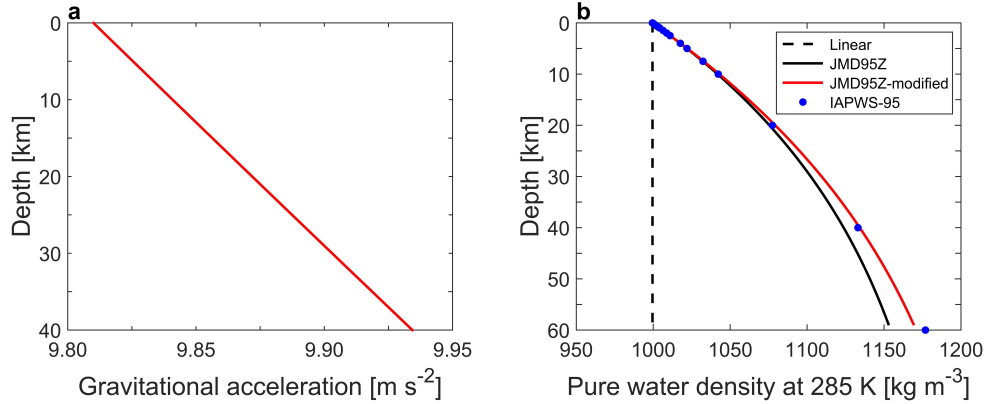 a
0
10
20
30
40
Depth [km]
9.80
9.85
9.90
9.95
Gravitational acceleration [m s-2]
b
0
10
20
30
40
50
60
Depth [km]
Linear
JMD95Z
JMD95Z-modified
IAPWS-95
950
1000
1050
1100
1150
1200
Pure water density at 285 K [kg m-3]